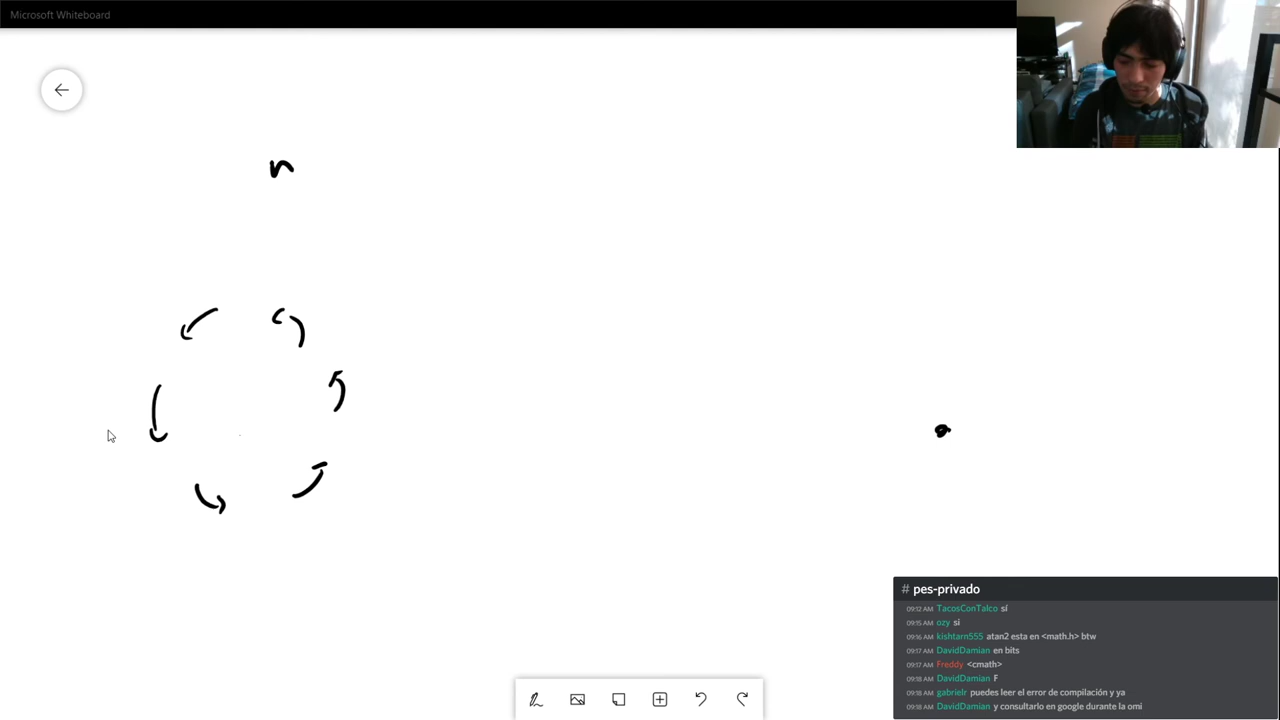 Microsoft Whiteboard
n
# pes-privado
09:12 AM TacosConTalco sí
09:15 AM ozy si
09:16 AM kishtarn555 atan2 esta en <math.h> btw
09:17 AM DavidDamian en bits
09:17 AM Freddy <cmath>
09:18 AM DavidDamian F
09:18 AM gabrielr puedes leer el error de compilación y ya
09:18 AM DavidDamian y consultarlo en google durante la omi